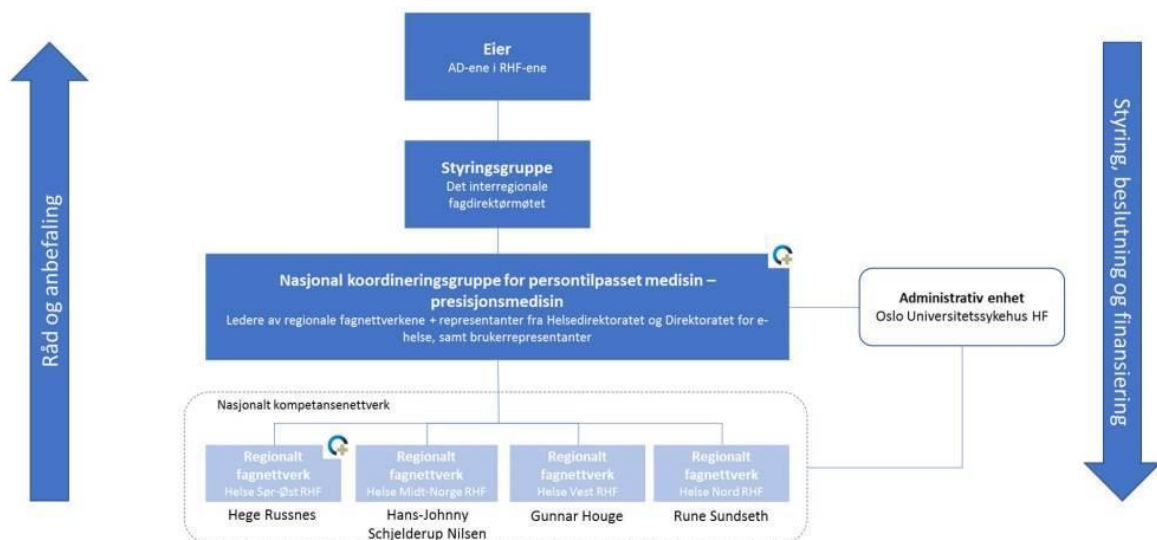 Eier
AD-ene i RHF-ene
Styringsgruppe
Det interregionale
fagdirektørmøtet
Nasjonal koordineringsgruppe for persontilpasset medisin –
presisjonsmedisin
Ledere av regionale fagnettverkene + representanter fra Helsedirektoratet og Direktoratet for e-
helse, samt brukerrepresentanter
Administrativ enhet
Oslo Universitetssykehus HF
Nasjonalt kompetansenettverk
Regionalt
fagnettverk
Helse Sør-Øst RHF
Hege Russnes
Regionalt
fagnettverk
Helse Midt-Norge RHF
Hans-Johnny
Schjelderup Nilsen
Regionalt
fagnettverk
Helse Vest RHF
Gunnar Houge
Regionalt
fagnettverk
Helse Nord RHF
Rune Sundseth
Råd og anbefaling
Styring, beslutning og finansiering